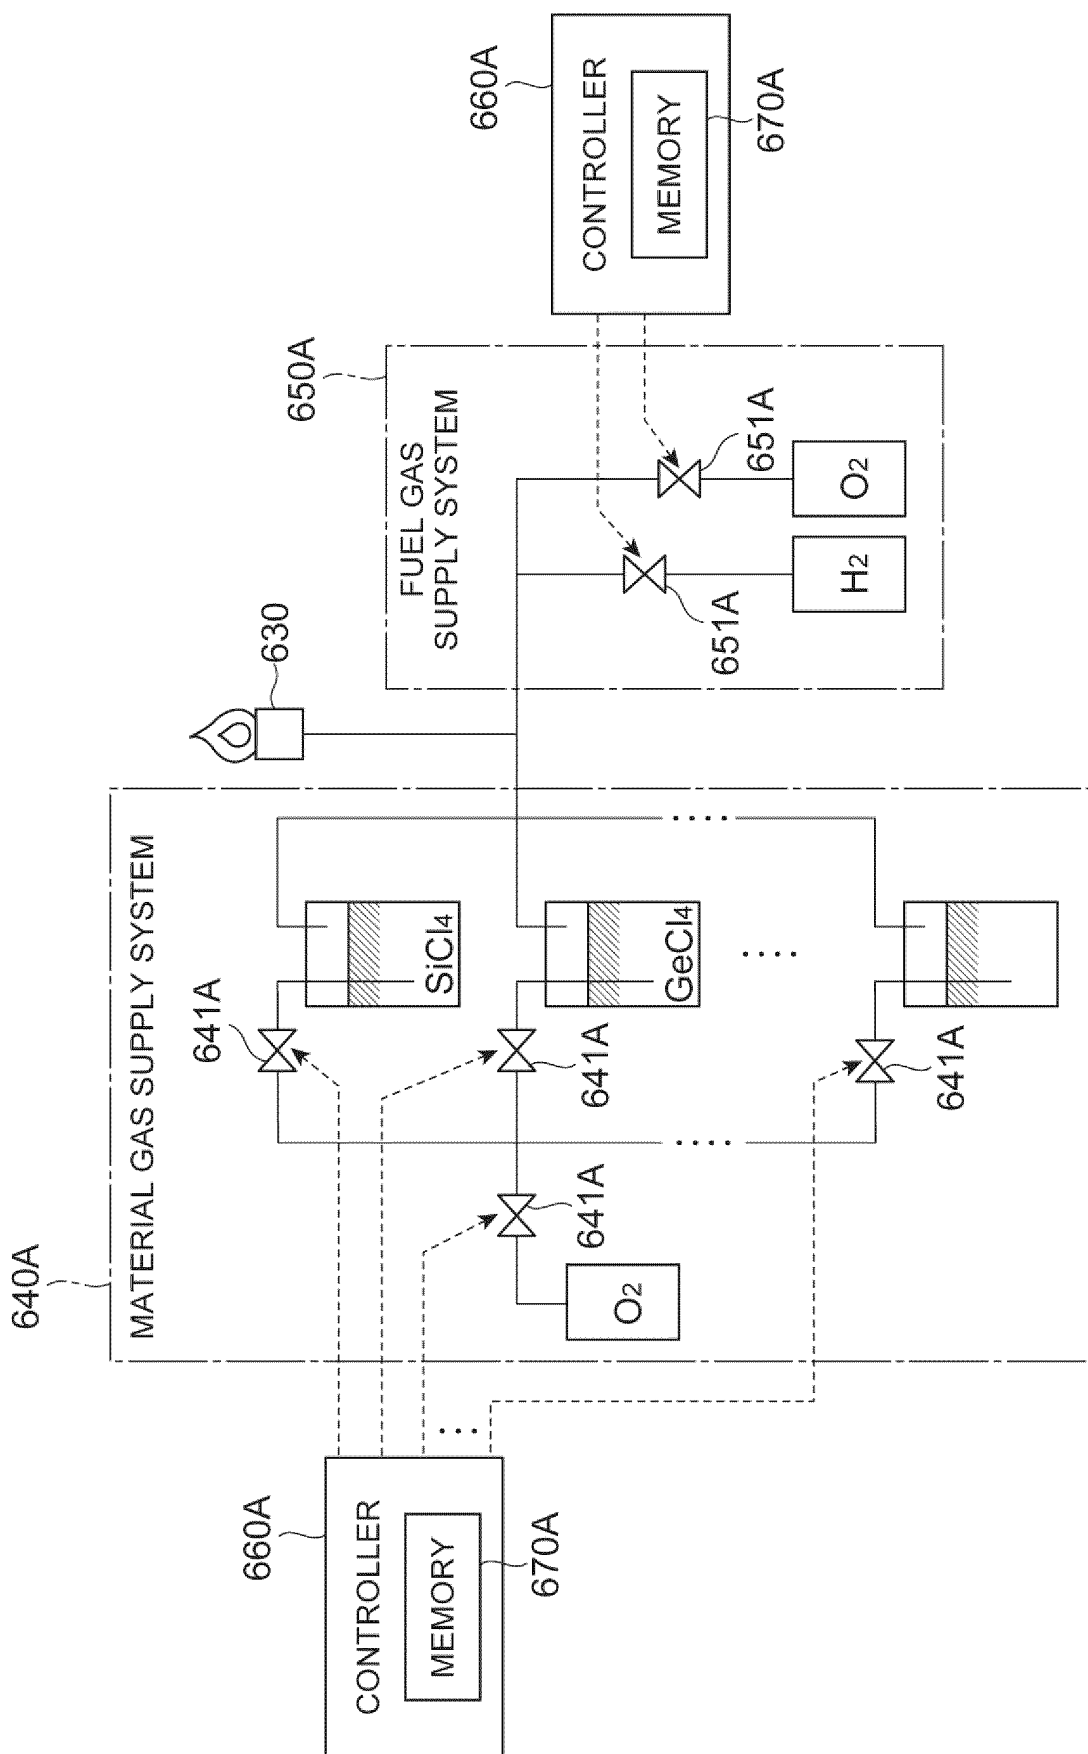 640A
MATERIAL GAS SUPPLY SYSTEM
641A
SiCl4
641A
GeCl4
641A
641A
O2
....
....
....
...
660A
CONTROLLER
MEMORY
670A
630
650A
FUEL GAS
SUPPLY SYSTEM
651A
651A
H2
O2
660A
CONTROLLER
MEMORY
670A